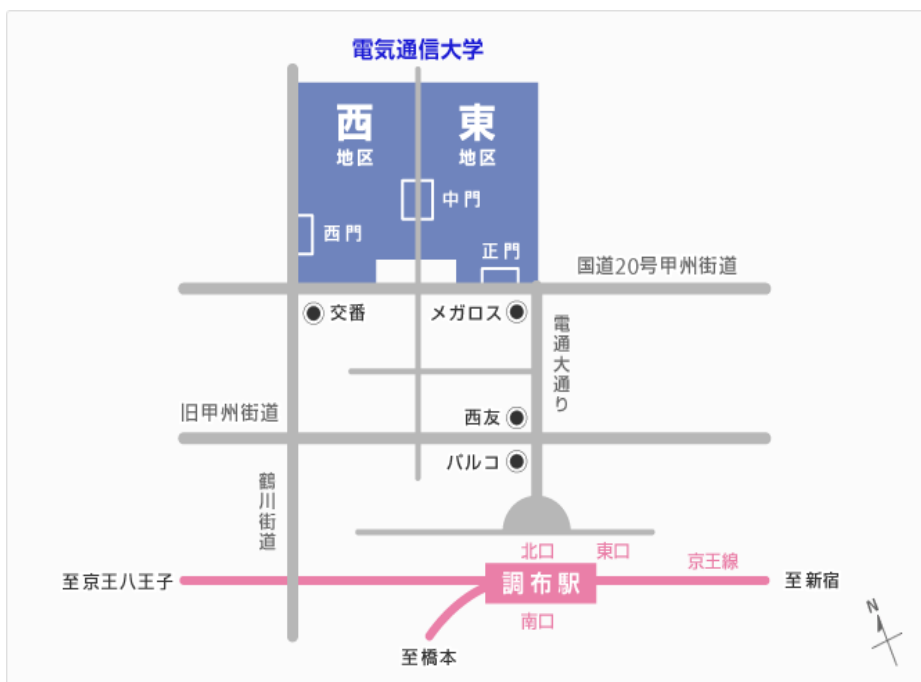 電気通信大学
西
地区
東
地区
中門
西門
正門
国道20号甲州街道
交番
メガロス
電通大通り
旧甲州街道
西友
パルコ
鶴川街道
北口
東口
京王線
至京王八王子
調布駅
至新宿
南口
至橋本
N